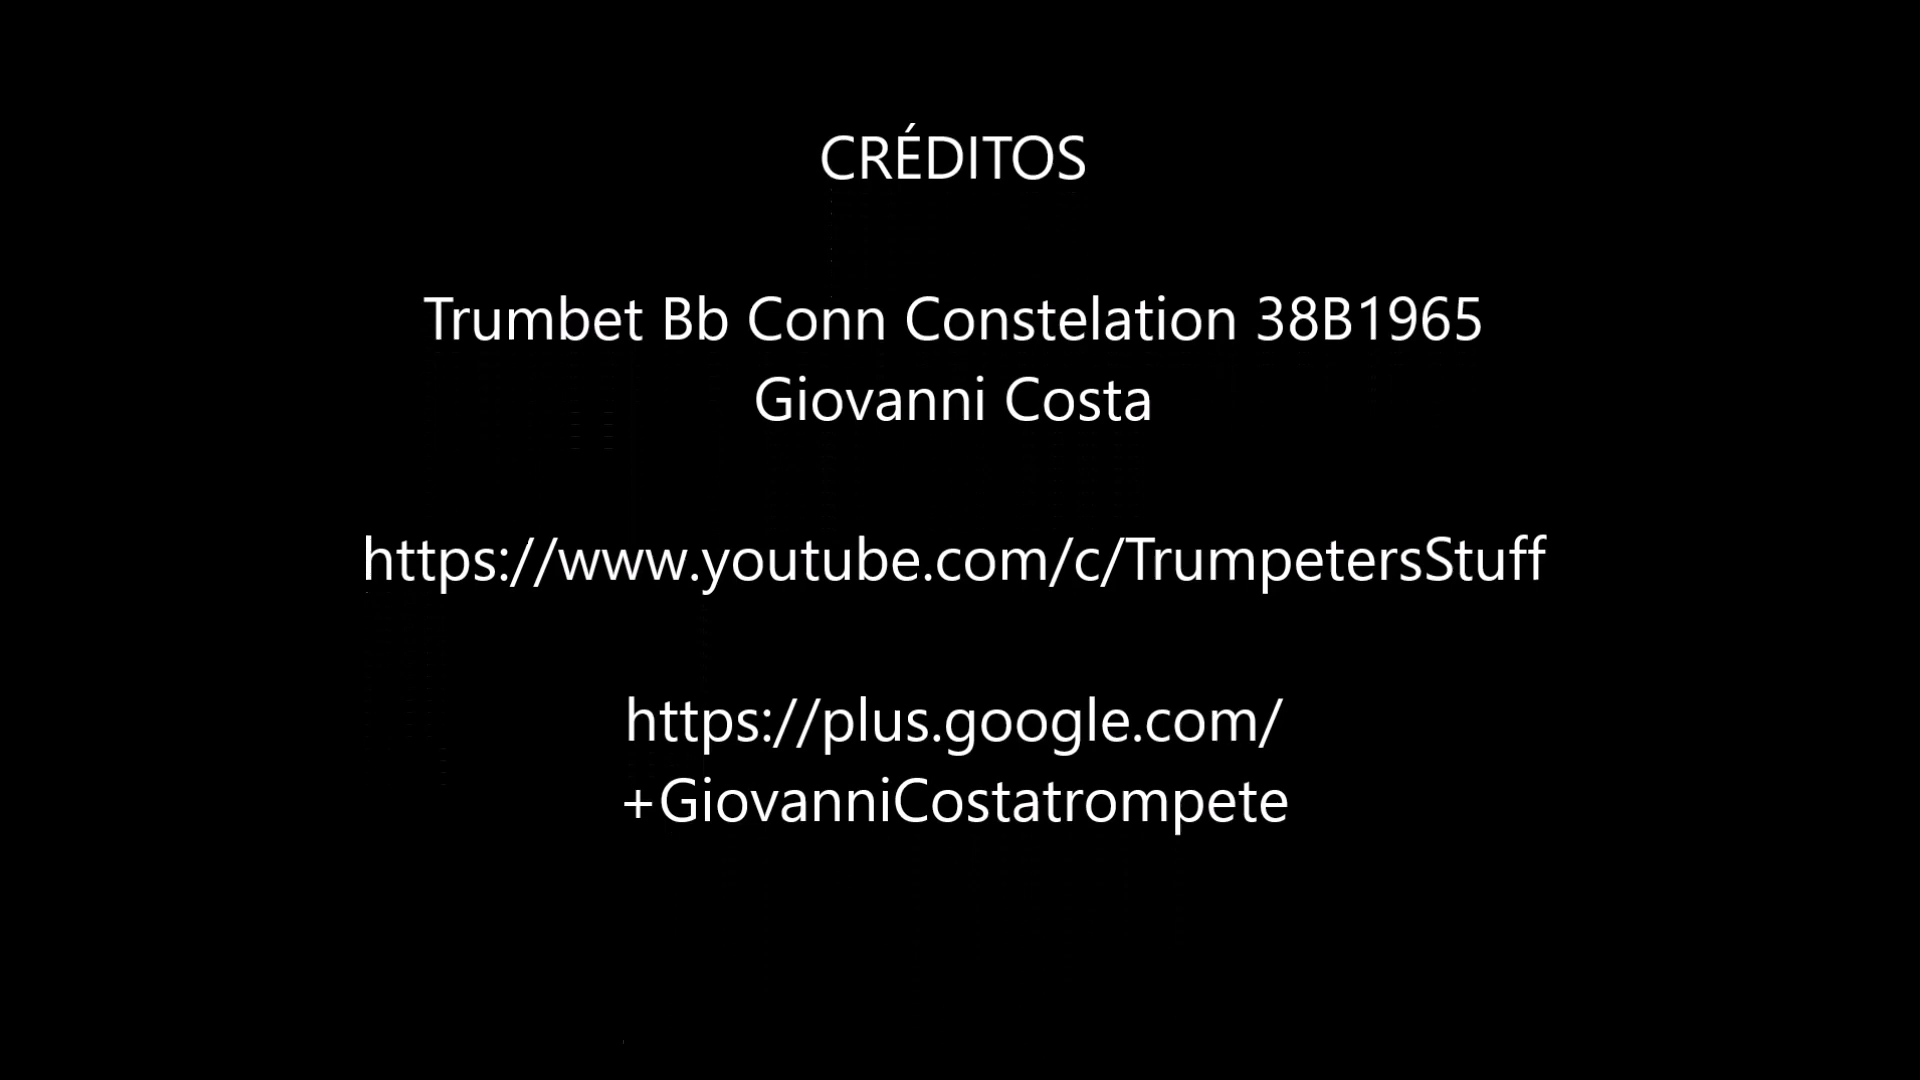 CRÉDITOS
Trumbet Bb Conn Constelation 38B1965
Giovanni Costa
https://www.youtube.com/c/TrumpetersStuff
https://plus.google.com/
+GiovanniCostatrompete